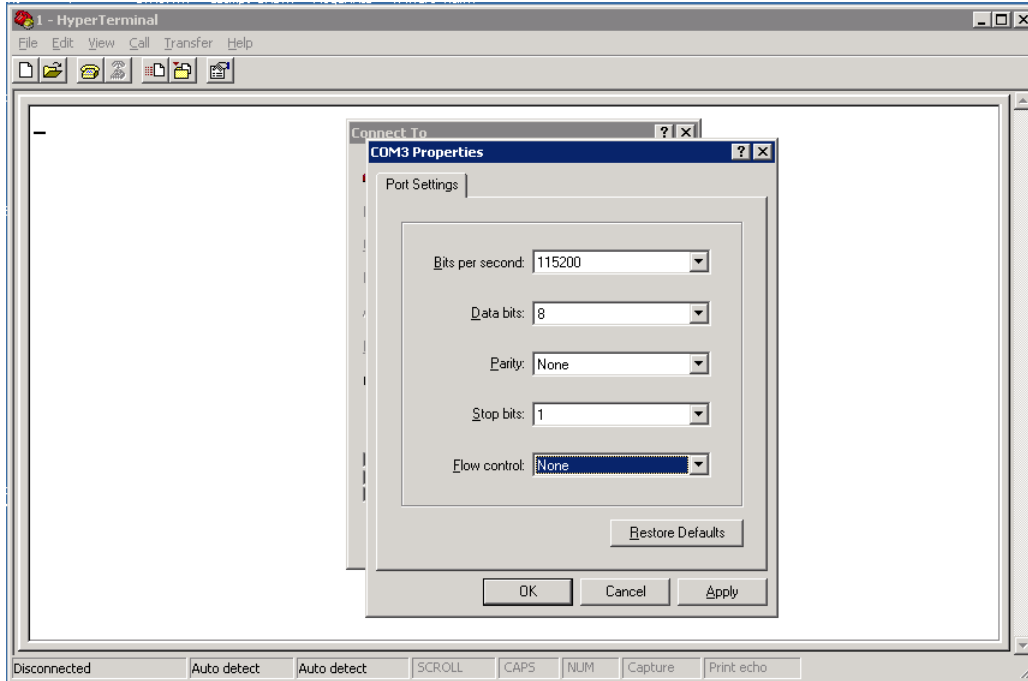 1 - HyperTerminal
File Edit View Call Transfer Help
Connect To
COM3 Properties
Port Settings
Bits per second: 115200
Data bits: 8
Parity: None
Stop bits: 1
Flow control: None
Restore Defaults
OK Cancel Apply
Disconnected Auto detect Auto detect SCROLL CAPS NUM Capture Print echo